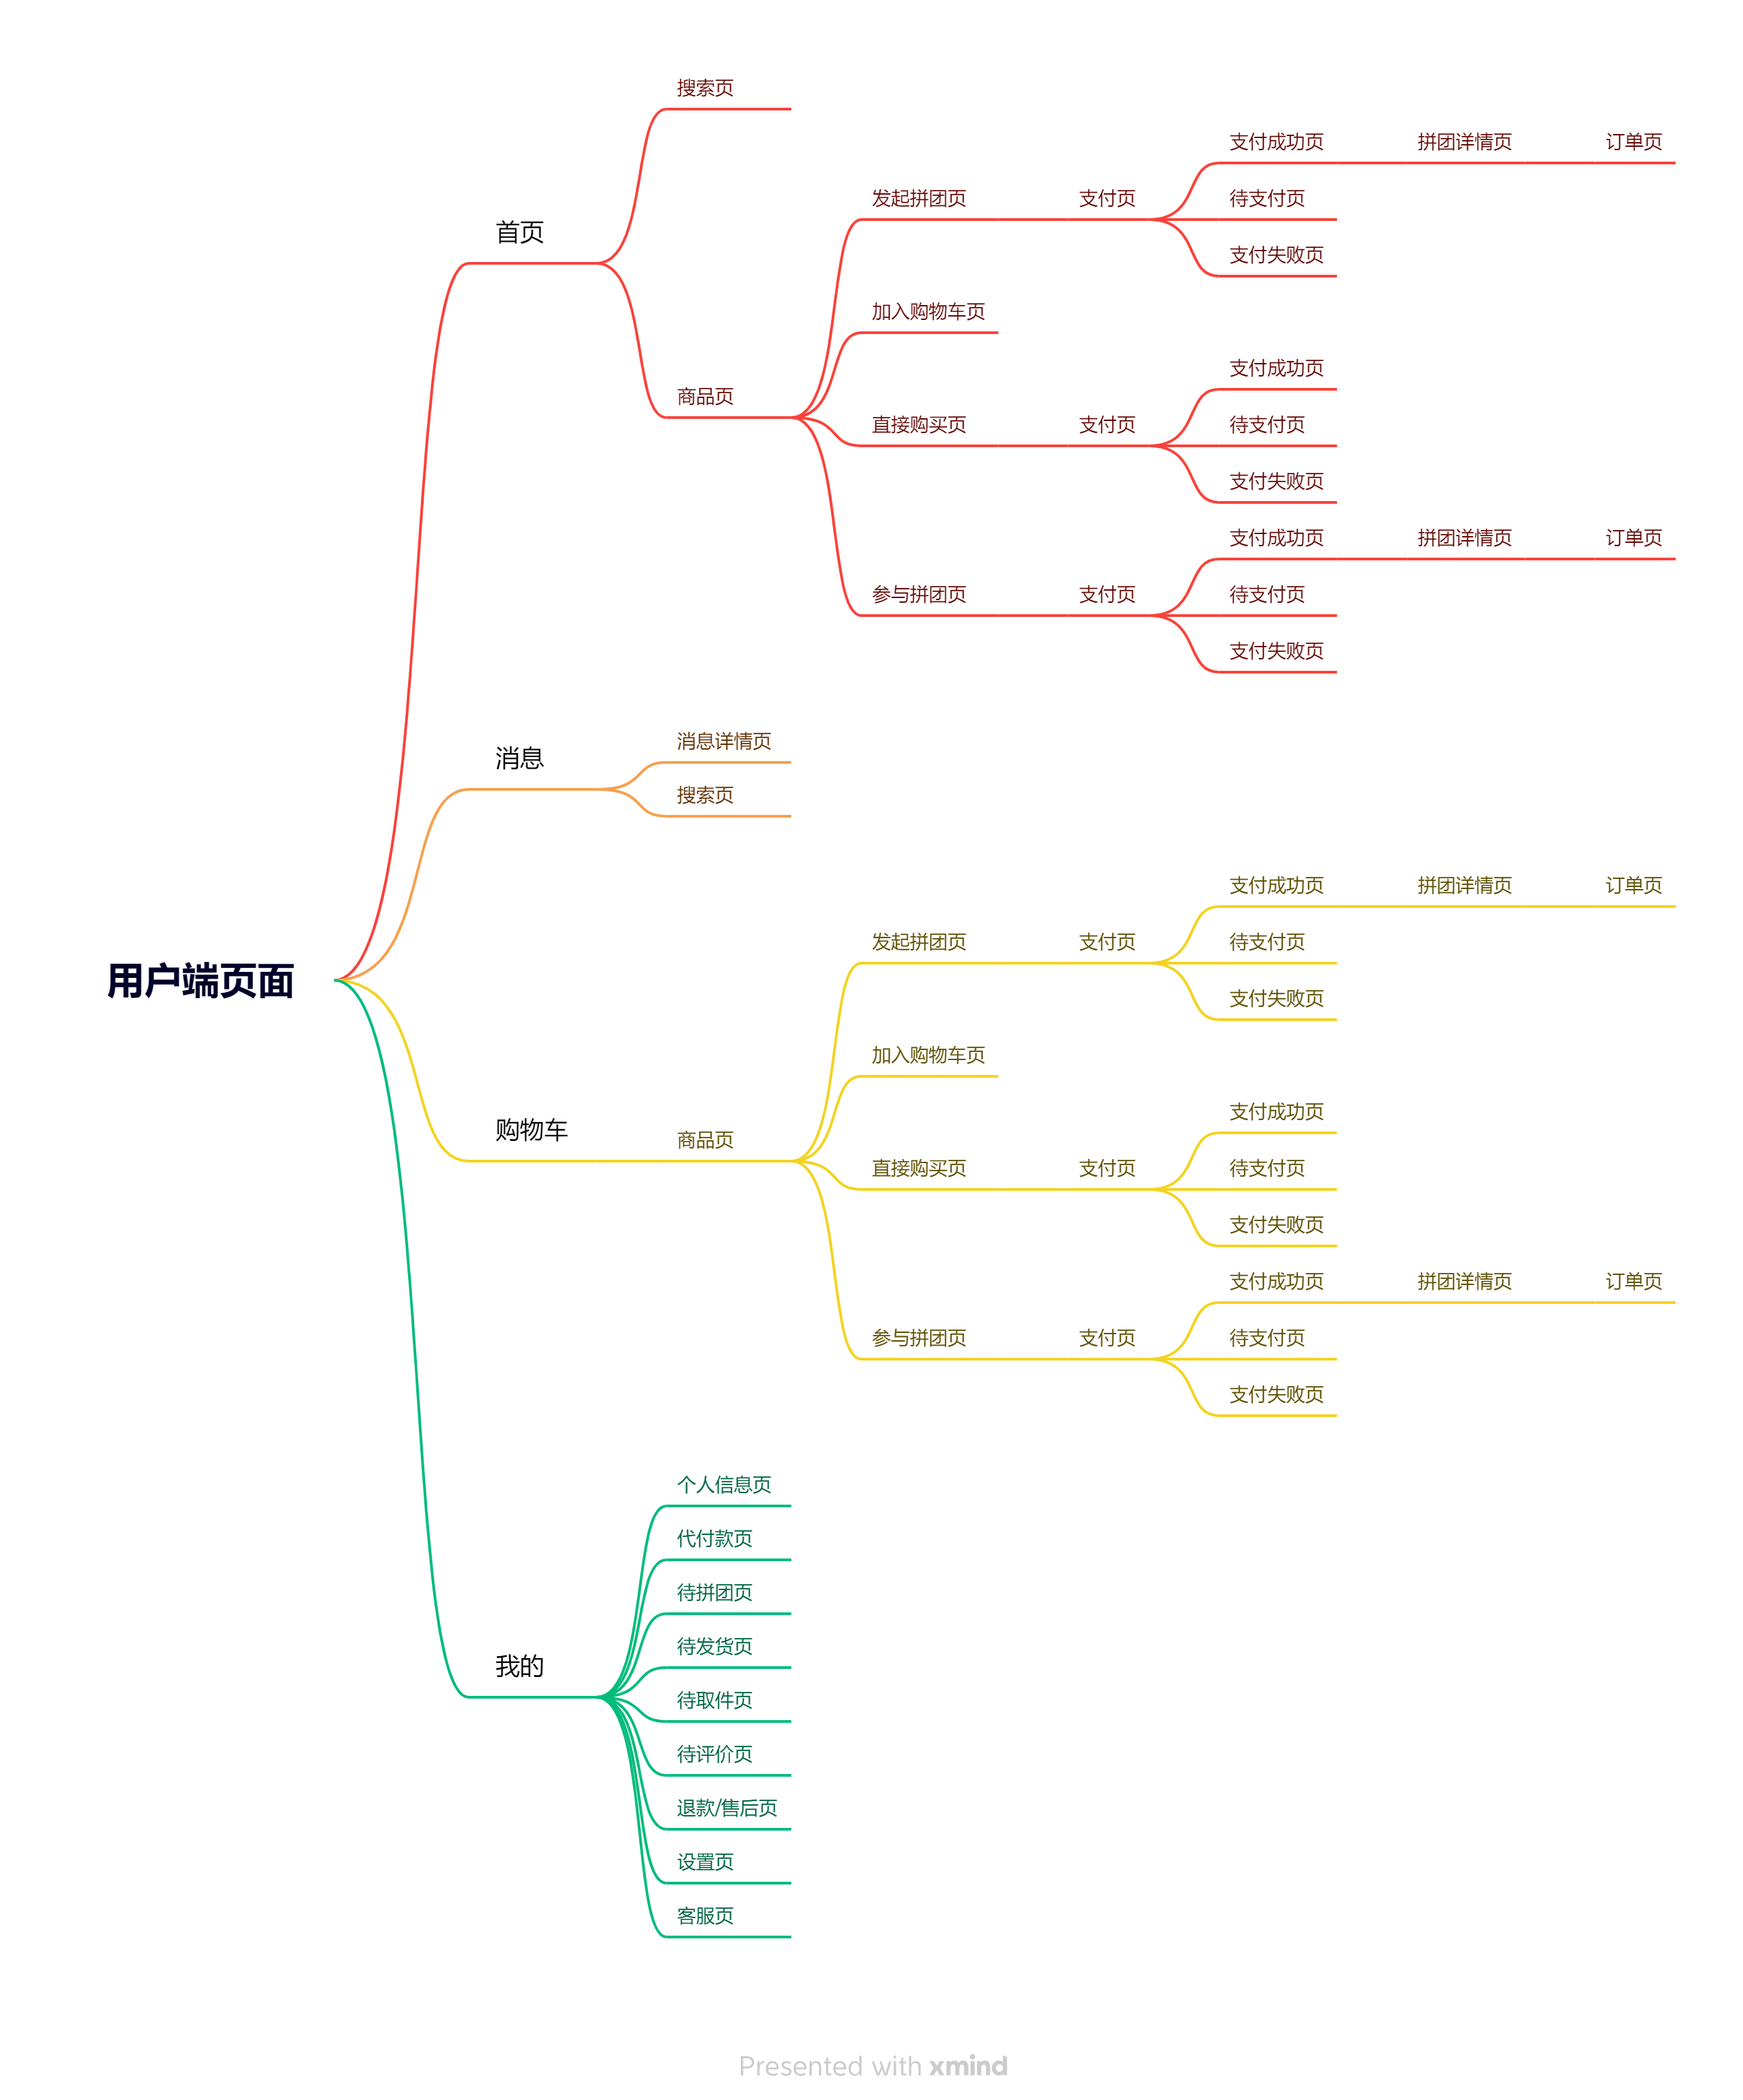 用户端页面
首页
搜索页
商品页
发起拼团页
支付页
支付成功页
拼团详情页
订单页
待支付页
支付失败页
加入购物车页
直接购买页
支付页
支付成功页
待支付页
支付失败页
参与拼团页
支付页
支付成功页
拼团详情页
订单页
待支付页
支付失败页
消息
消息详情页
搜索页
购物车
商品页
发起拼团页
支付页
支付成功页
拼团详情页
订单页
待支付页
支付失败页
加入购物车页
直接购买页
支付页
支付成功页
待支付页
支付失败页
参与拼团页
支付页
支付成功页
拼团详情页
订单页
待支付页
支付失败页
我的
个人信息页
代付款页
待拼团页
待发货页
待取件页
待评价页
退款/售后页
设置页
客服页
Presented with xmind